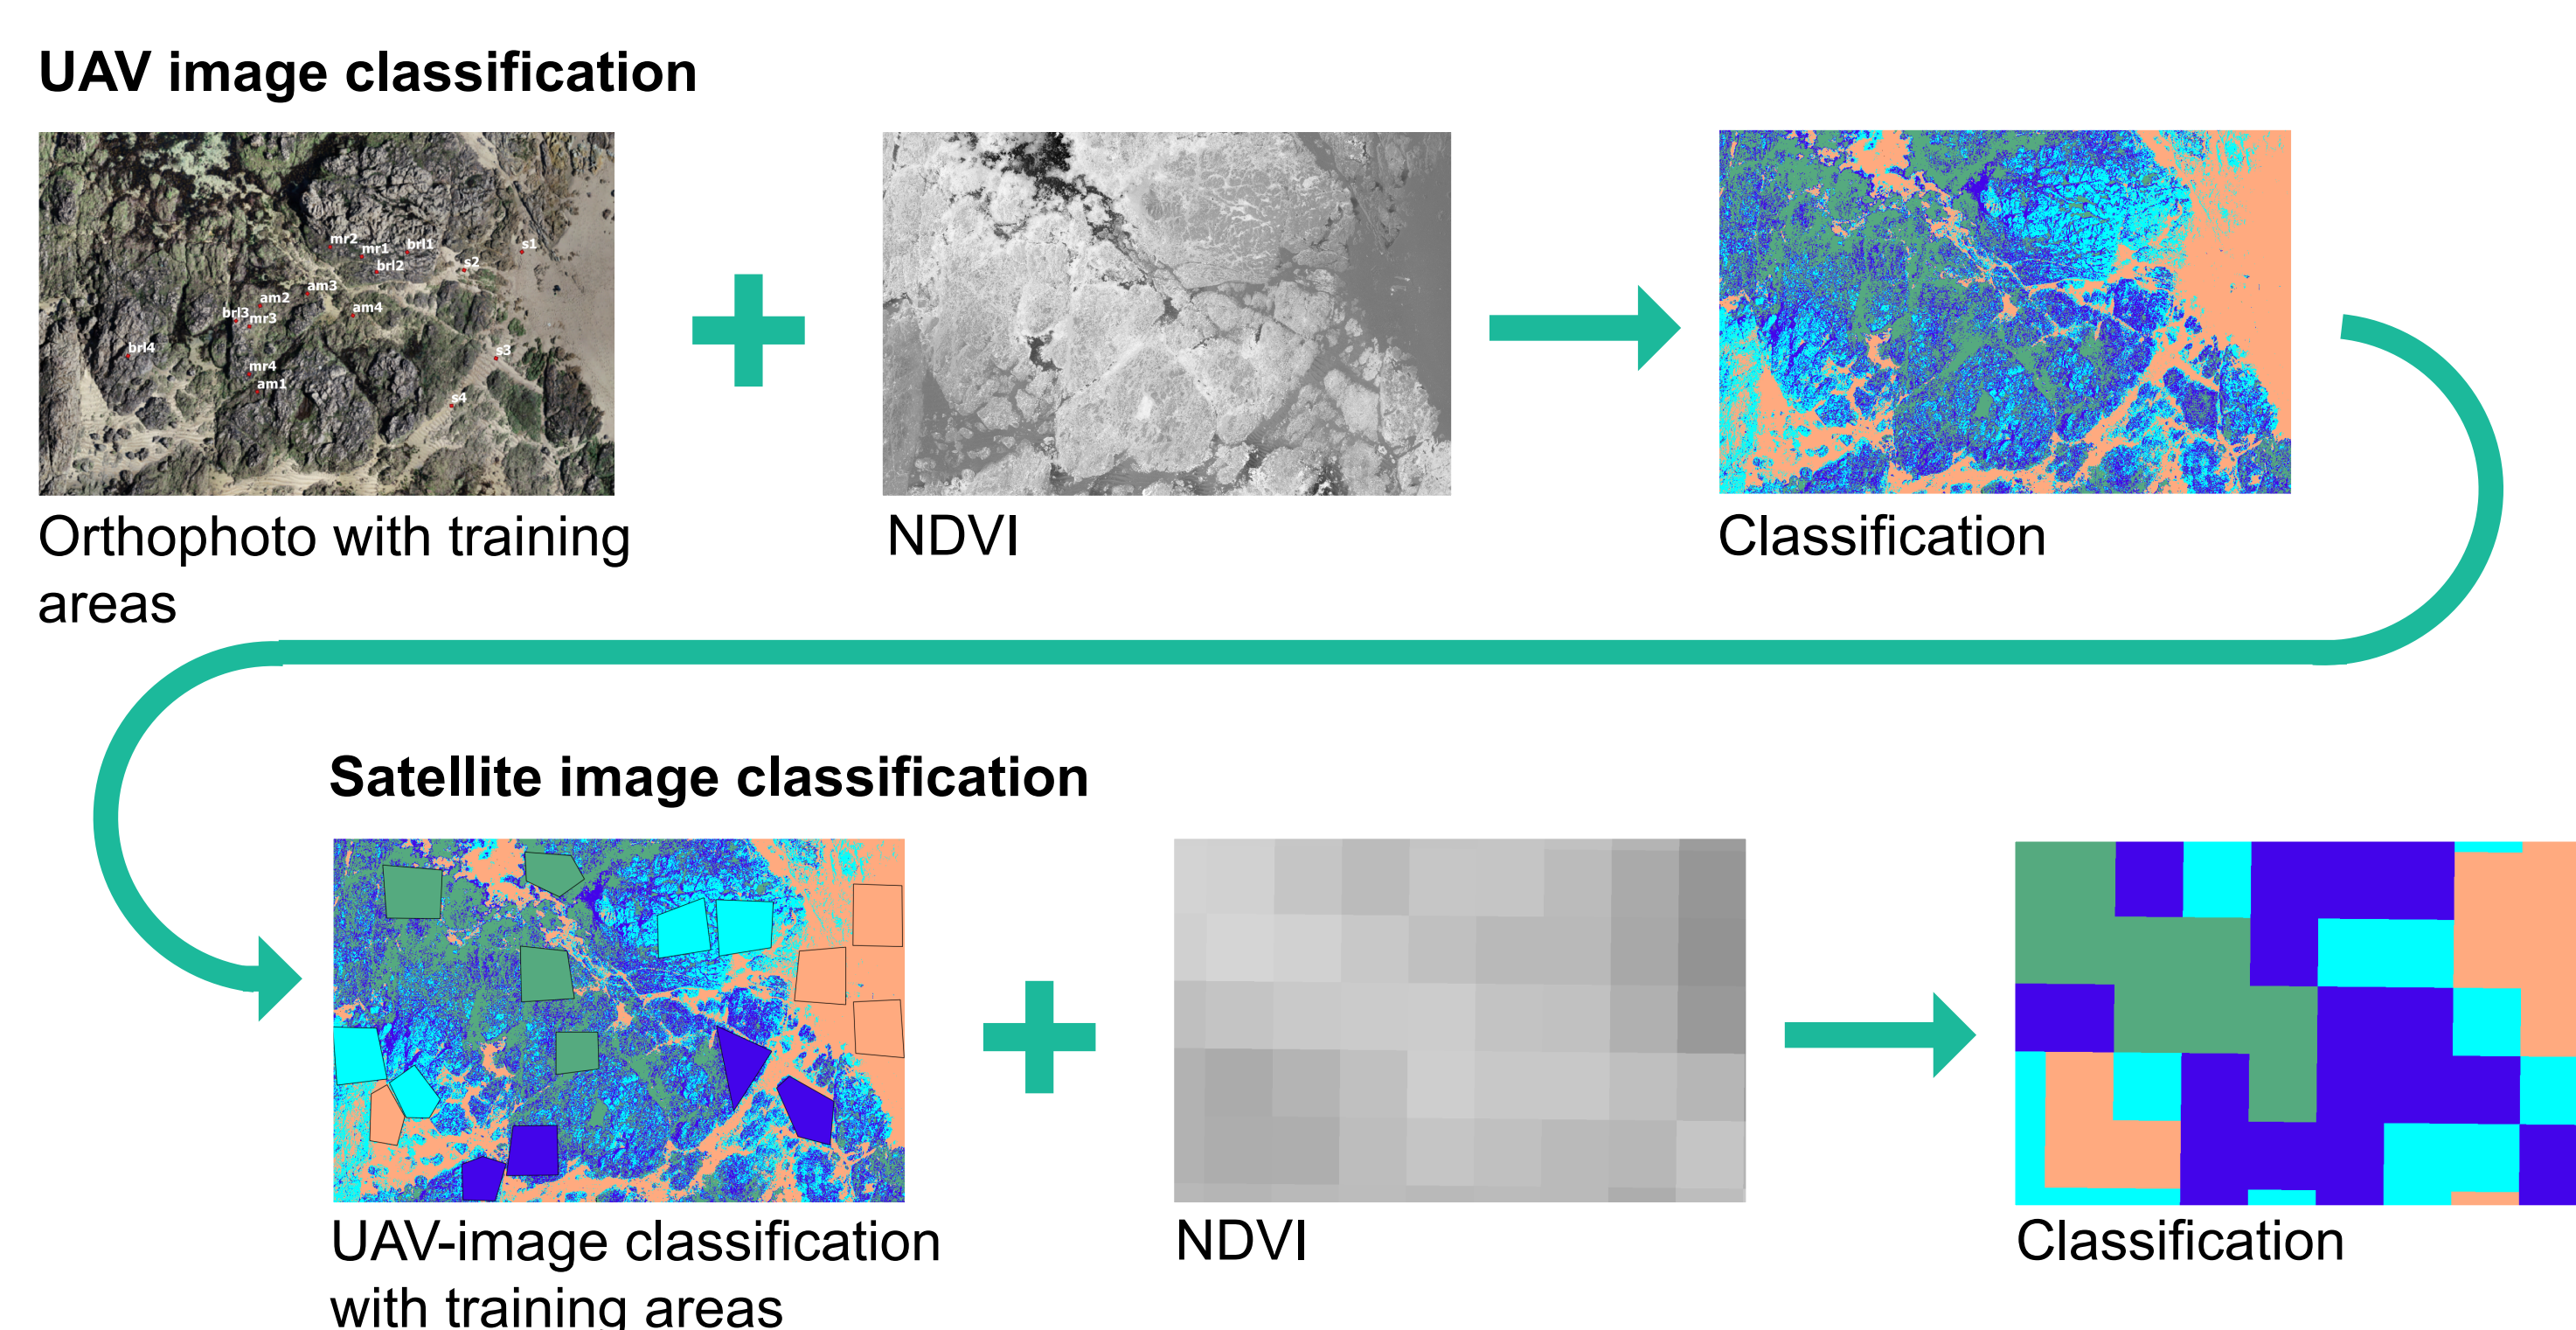 UAV image classification
mr2
mr1
brl1
brl2
s1
s2
am3
am2
am4
brl3
mr3
brl4
s3
mr4
am1
s4
Orthophoto with training
areas
NDVI
Classification
Satellite image classification
UAV-image classification
with training areas
NDVI
Classification